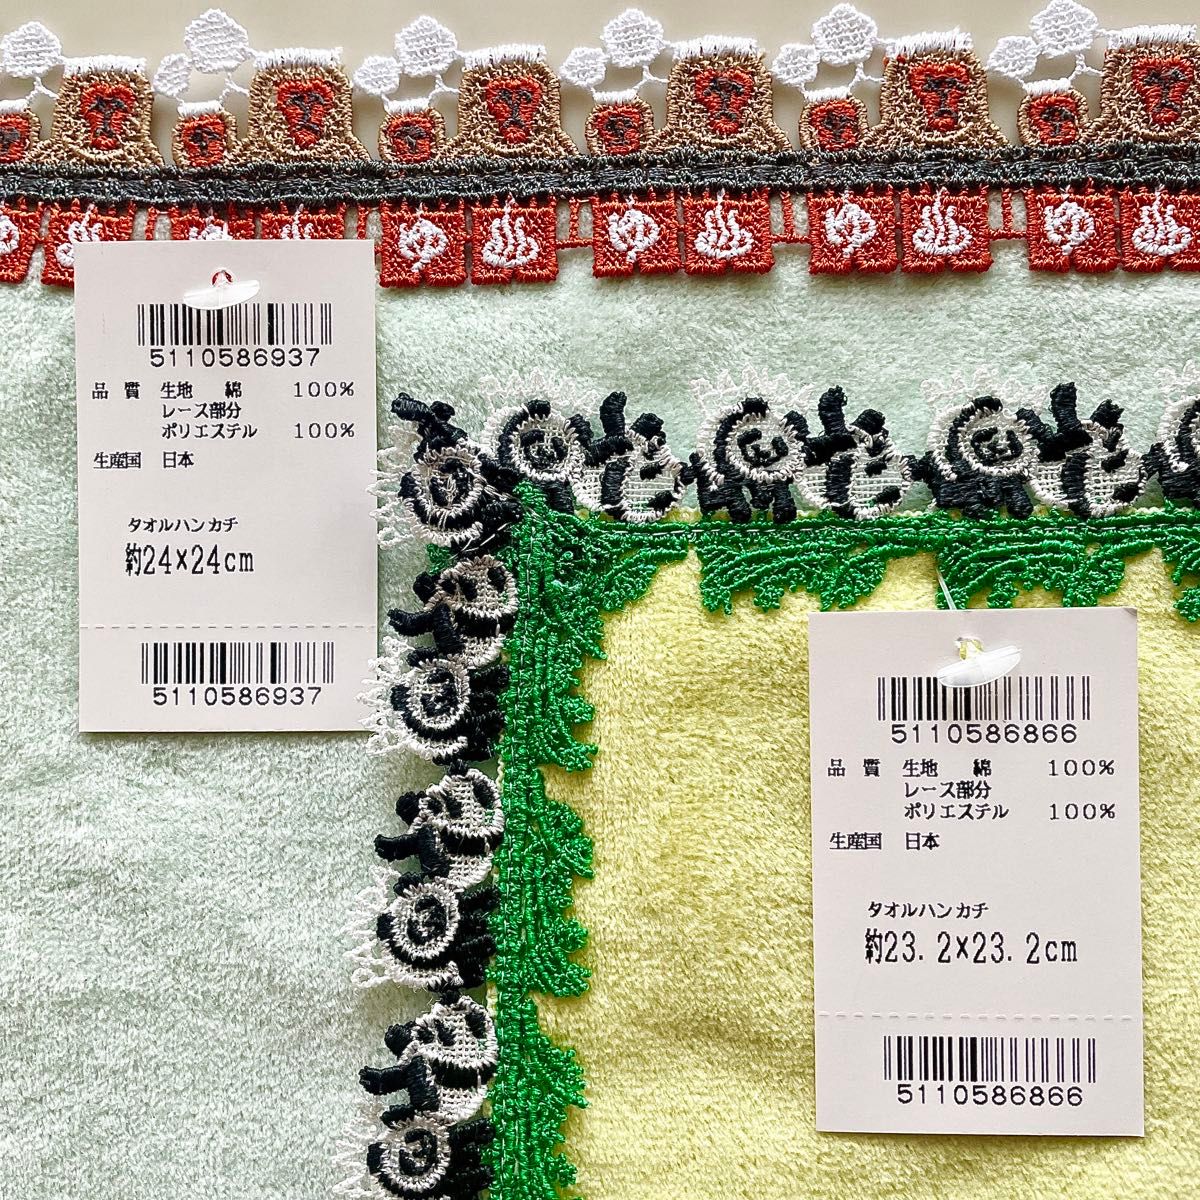 ゆ ゆ ゆ ゆ ゆ
5110586937
品 質 生地 綿 100%
レース部分
ポリエステル 100%
生産国 日本
タオルハンカチ
約24×24cm
5110586937
5110586866
品 質 生地 綿 100%
レース部分
ポリエステル 100%
生産国 日本
タオルハンカチ
約23.2×23.2cm
5110586866